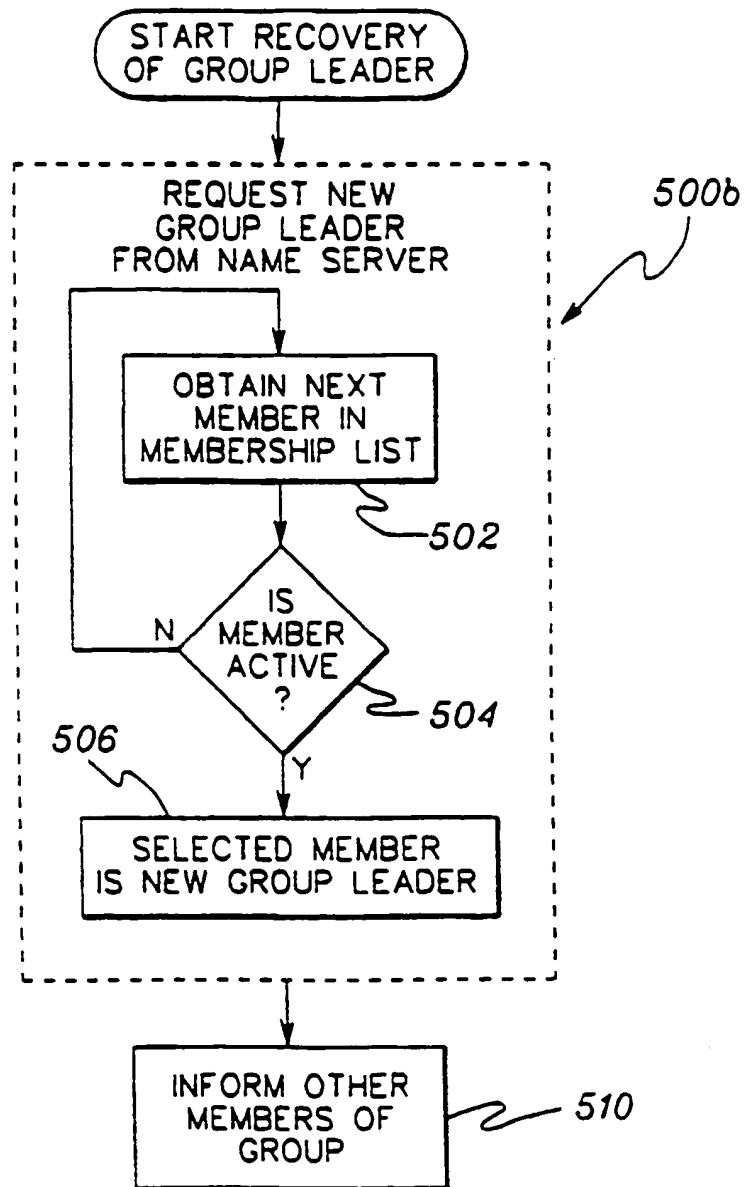 START RECOVERY
OF GROUP LEADER
REQUEST NEW
GROUP LEADER
FROM NAME SERVER
500b
OBTAIN NEXT
MEMBER IN
MEMBERSHIP LIST
502
IS
MEMBER
ACTIVE
?
N
504
Y
506
SELECTED MEMBER
IS NEW GROUP LEADER
INFORM OTHER
MEMBERS OF
GROUP
510